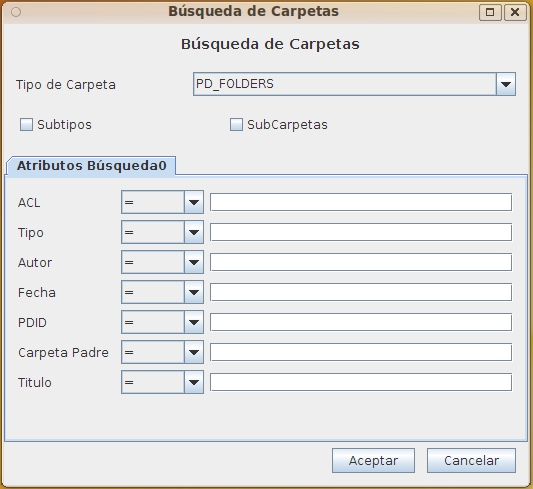 Búsqueda de Carpetas
Búsqueda de Carpetas
Tipo de Carpeta PD_FOLDERS
Subtipos SubCarpetas
Atributos Búsqueda0
ACL =
Tipo =
Autor =
Fecha =
PDID =
Carpeta Padre =
Titulo =
Aceptar Cancelar